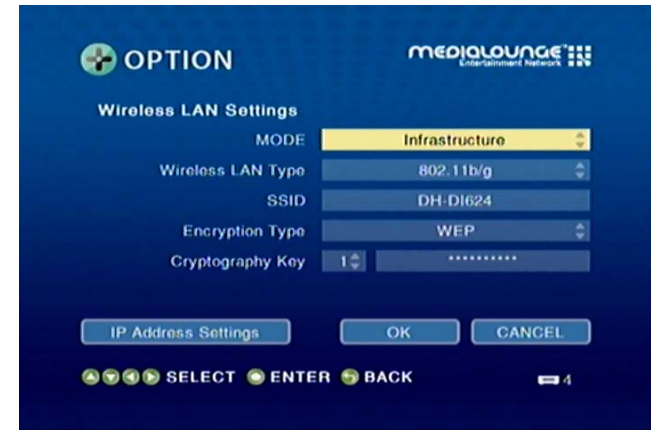 OPTION
MEDIALOUNGE™
Entertainment Network
Wireless LAN Settings
MODE Infrastructure
Wireless LAN Type 802.11b/g
SSID DH-DI624
Encryption Type WEP
Cryptography Key 1 **********
IP Address Settings OK CANCEL
SELECT ENTER BACK 4